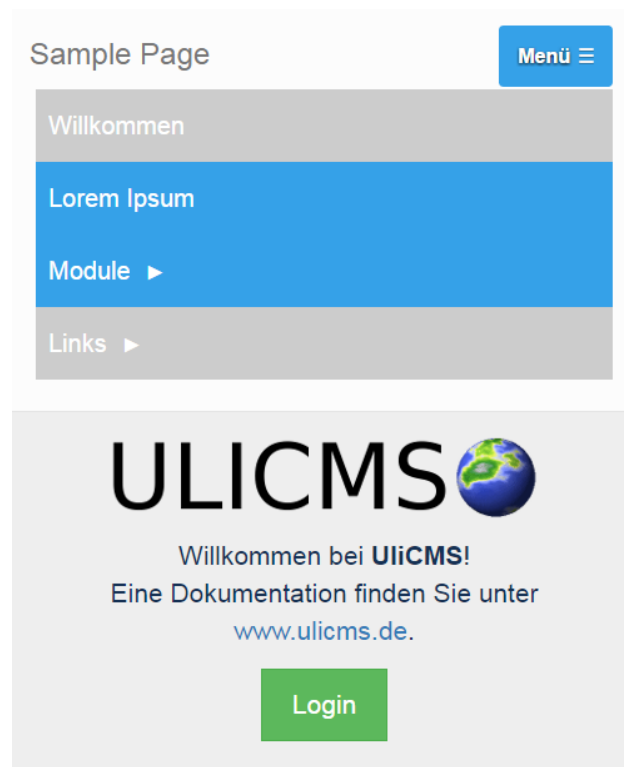 Sample Page
Menü ☰
Willkommen
Lorem Ipsum
Module ►
Links ►
ULICMS
Willkommen bei UliCMS!
Eine Dokumentation finden Sie unter
www.ulicms.de.
Login